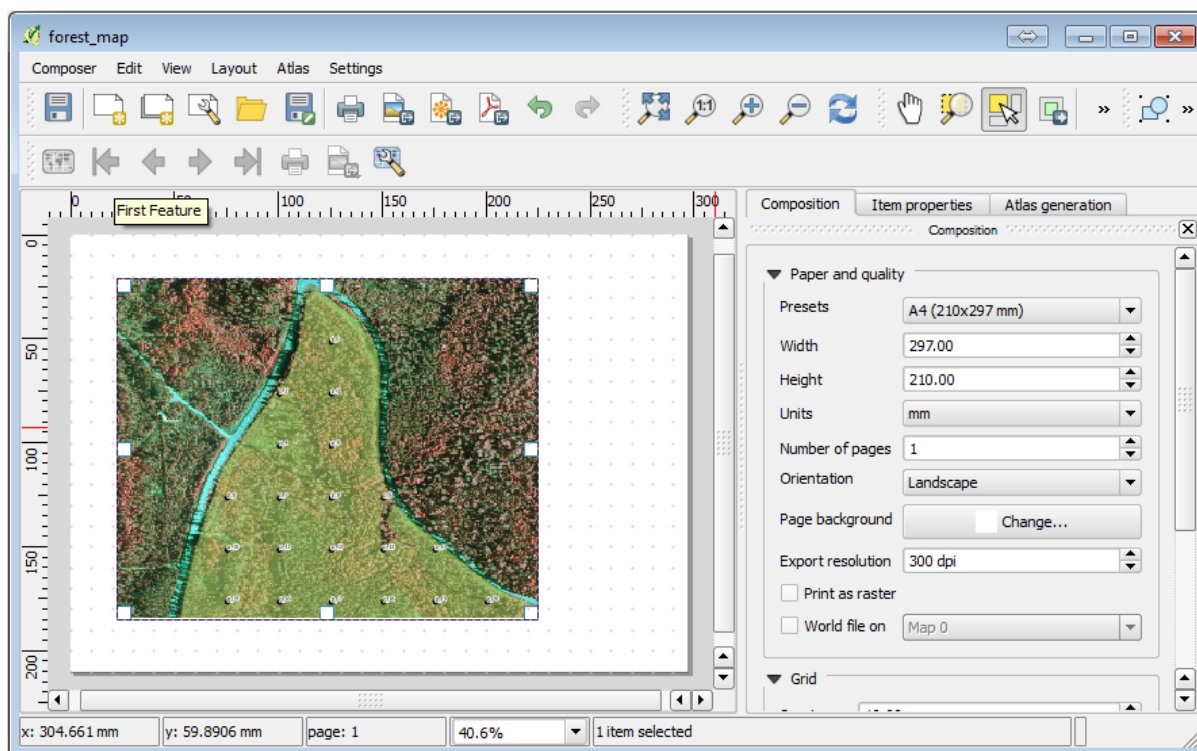 forest_map
Composer Edit View Layout Atlas Settings
1:1
» »
0 50 100 150 200 250 300
First Feature
0
50
100
150
200
Composition Item properties Atlas generation
Composition
Paper and quality
Presets A4 (210x297 mm)
Width 297.00
Height 210.00
Units mm
Number of pages 1
Orientation Landscape
Page background Change...
Export resolution 300 dpi
Print as raster
World file on Map 0
Grid
x: 304.661 mm y: 59.8906 mm page: 1 40.6% 1 item selected